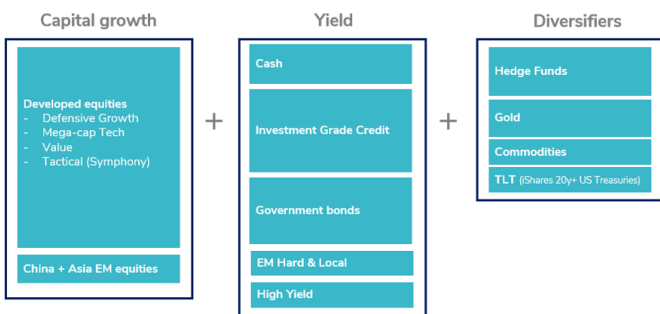 Capital growth
Developed equities
- Defensive Growth
- Mega-cap Tech
- Value
- Tactical (Symphony)
China + Asia EM equities
+
Yield
Cash
Investment Grade Credit
Government bonds
EM Hard & Local
High Yield
+
Diversifiers
Hedge Funds
Gold
Commodities
TLT (iShares 20y+ US Treasuries)